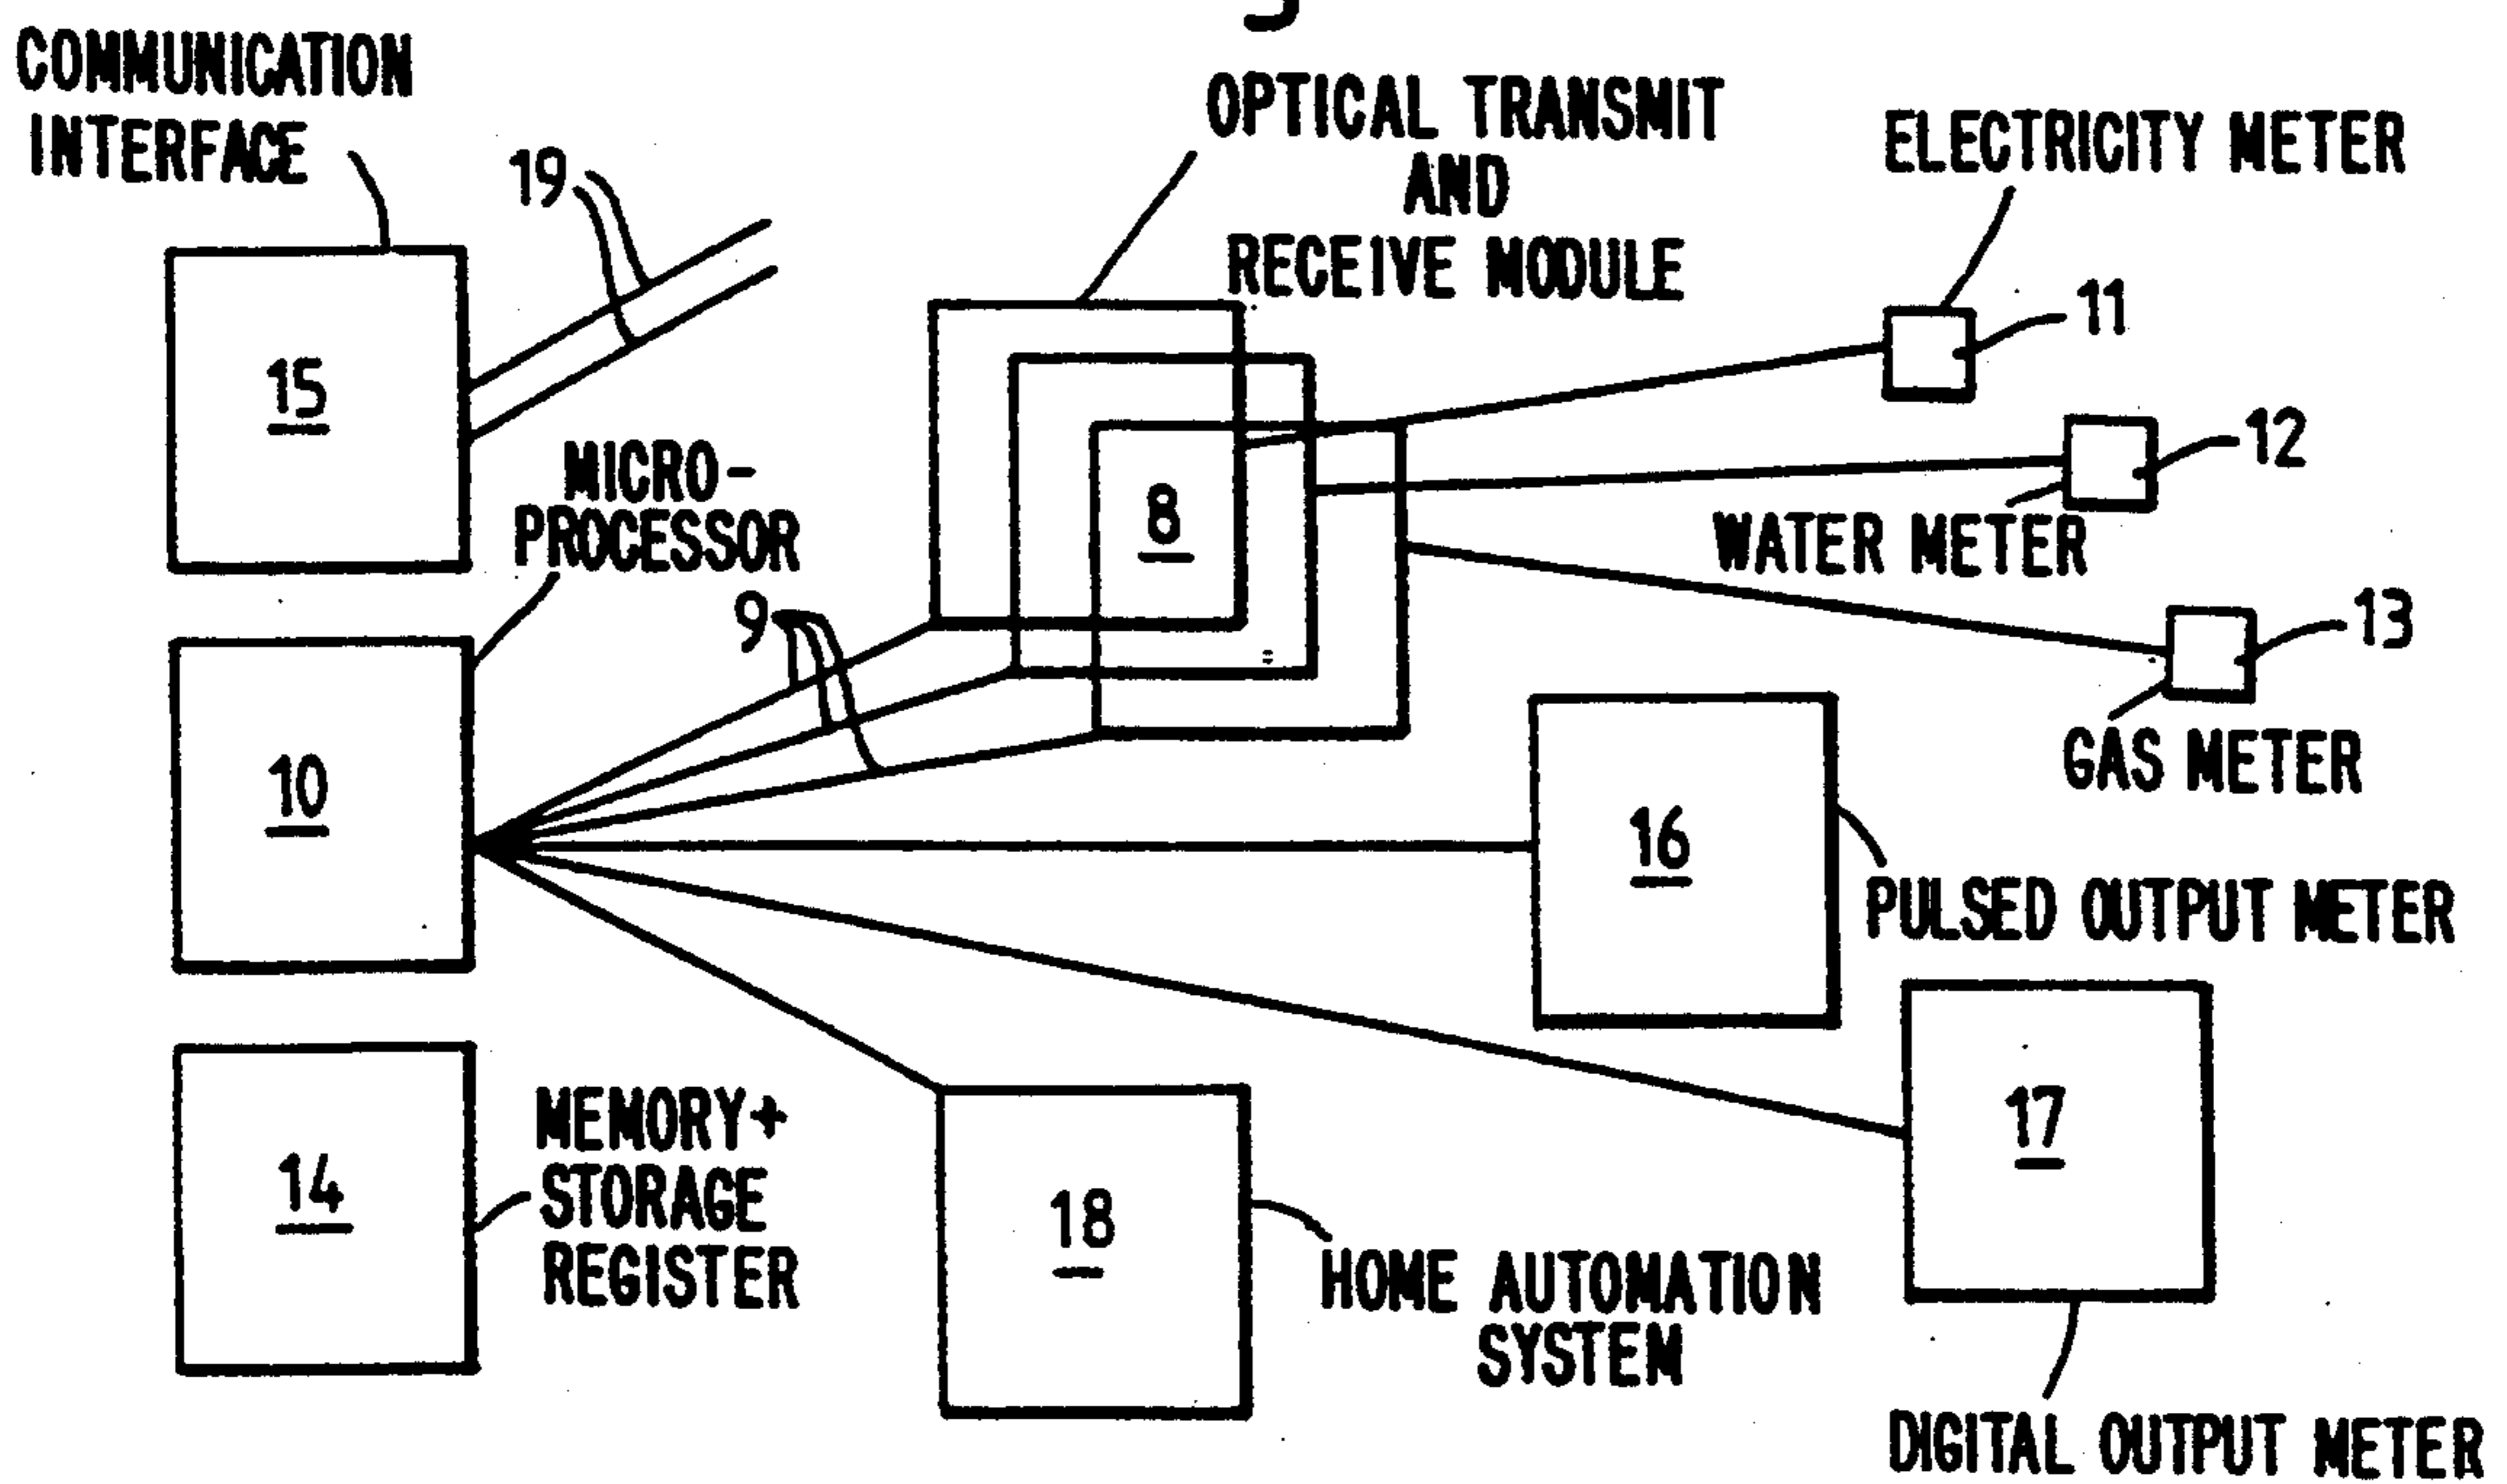 COMMUNICATION
INTERFACE
19
OPTICAL TRANSMIT
AND
RECEIVE MODULE
ELECTRICITY METER
11
15
12
MICRO-
PROCESSOR
8
WATER METER
9
13
GAS METER
10
16
PULSED OUTPUT METER
14
MEMORY+
STORAGE
REGISTER
18
HOME AUTOMATION
SYSTEM
17
DIGITAL OUTPUT METER